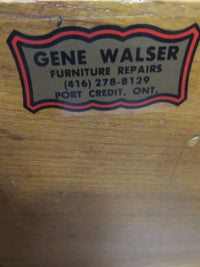 GENE WALSER
FURNITURE REPAIRS
(416) 278-8129
PORT CREDIT, ONT.